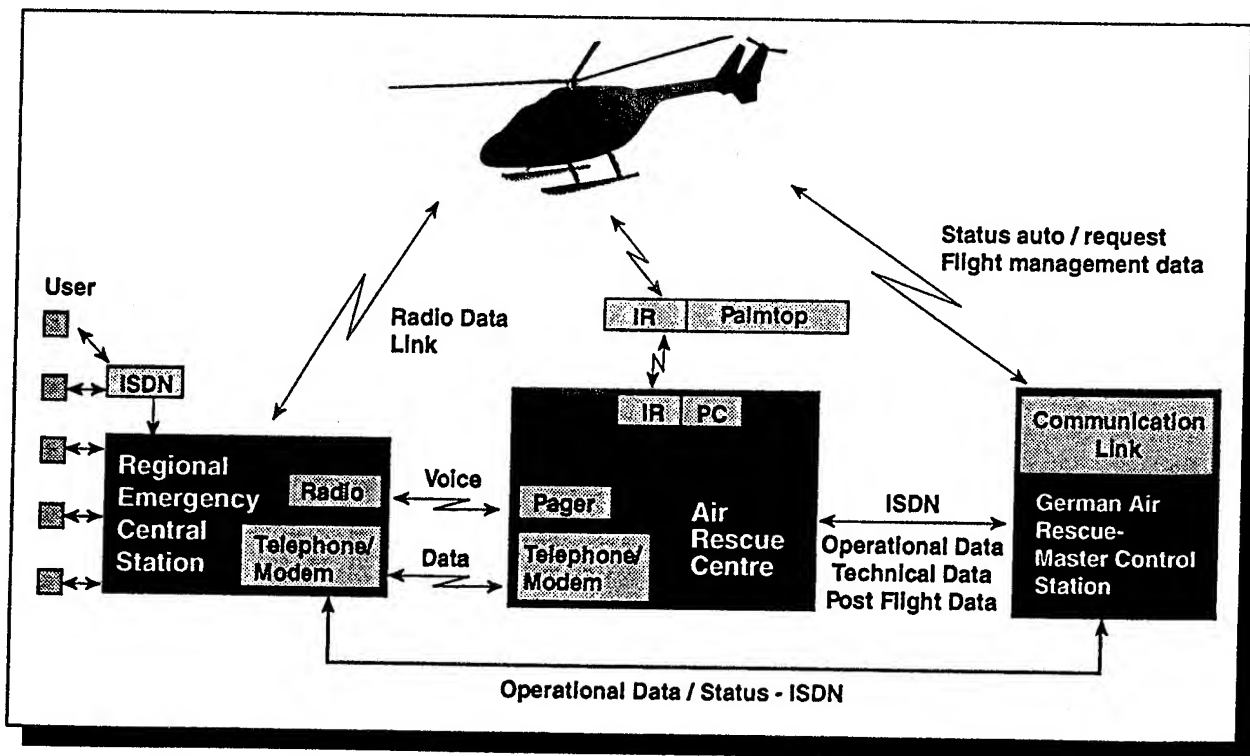 Status auto / request
Flight management data
User
Radio Data
Link
IR
Palmtop
ISDN
IR
PC
Communication
Link
Regional
Emergency
Central
Station
Radio
Telephone/
Modem
Voice
Data
Pager
Telephone/
Modem
Air
Rescue
Centre
ISDN
Operational Data
Technical Data
Post Flight Data
German Air
Rescue-
Master Control
Station
Operational Data / Status - ISDN